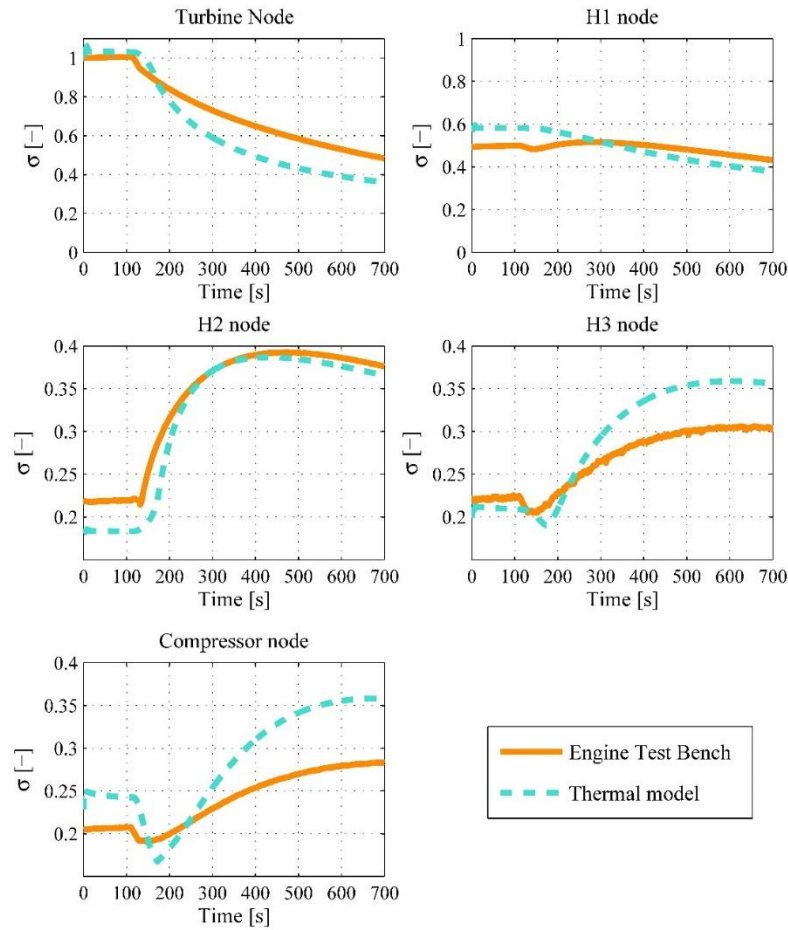 Turbine Node
1
0.8
0.6
0.4
0.2
0
σ [−]
0 100 200 300 400 500 600 700
Time [s]
H1 node
1
0.8
0.6
0.4
0.2
0
σ [−]
0 100 200 300 400 500 600 700
Time [s]
H2 node
0.4
0.35
0.3
0.25
0.2
σ [−]
0 100 200 300 400 500 600 700
Time [s]
H3 node
0.4
0.35
0.3
0.25
0.2
σ [−]
0 100 200 300 400 500 600 700
Time [s]
Compressor node
0.4
0.35
0.3
0.25
0.2
σ [−]
0 100 200 300 400 500 600 700
Time [s]
Engine Test Bench
Thermal model